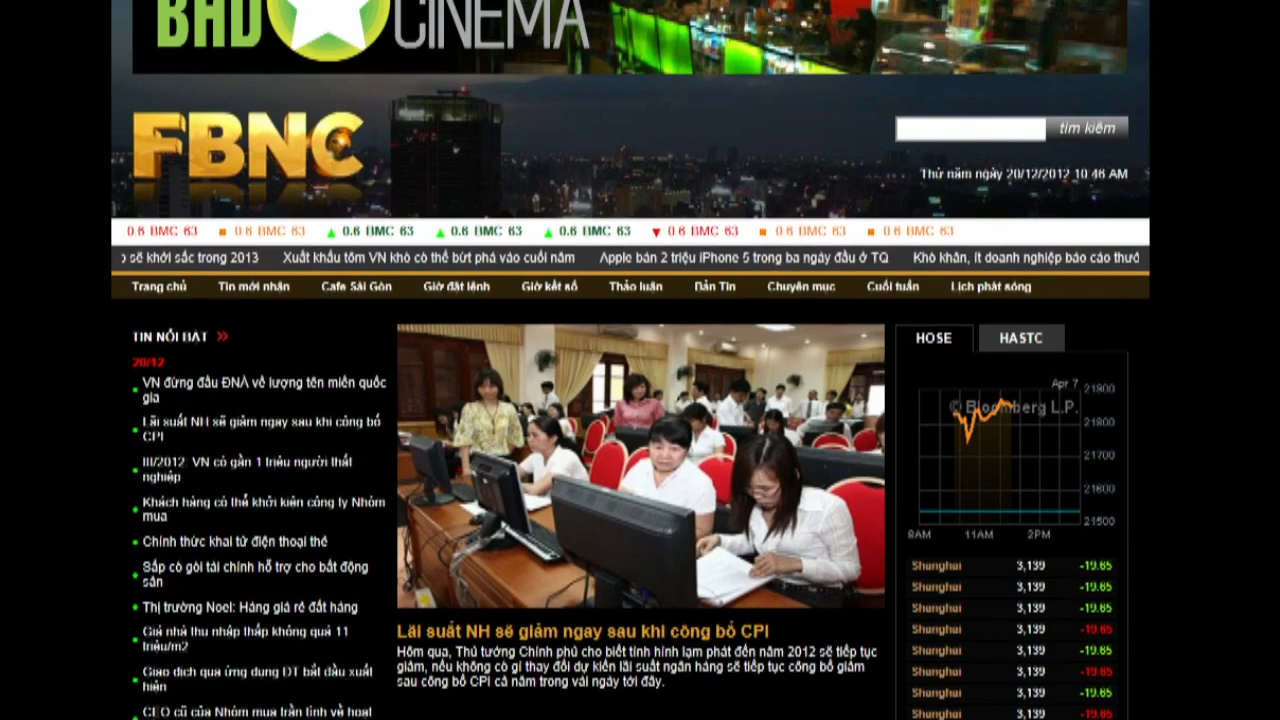 BAD CINEMA
FBNC
tìm kiếm
Thứ năm ngày 20/12/2012 10:46 AM
0.6 BMC 63 0.6 BMC 63 0.6 BMC 63 0.6 BMC 63 0.6 BMC 63 0.6 BMC 63 0.6 BMC 63 0.6 BMC 63
sẽ khởi sắc trong 2013 Xuất khẩu tôm VN khó có thể bứt phá vào cuối năm Apple bán 2 triệu iPhone 5 trong ba ngày đầu ở TQ Khó khăn, ít doanh nghiệp báo cáo thưở
Trang chủ Tin mới nhận Cafe Sài Gòn Giờ đặt lệnh Giờ kết số Thảo luận Bản Tin Chuyên mục Cuối tuần Lịch phát sóng
TIN NỔI BẬT
20/12
VN đứng đầu ĐNÁ về lượng tên miền quốc
gia
Lãi suất NH sẽ giảm ngay sau khi công bố
CPI
III/2012: VN có gần 1 triệu người thất
nghiệp
Khách hàng có thể khởi kiện công ty Nhóm
mua
Chính thức khai tử điện thoại thẻ
Sắp có gói tài chính hỗ trợ cho bất động
sản
Thị trường Noel: Hàng giá rẻ đắt hàng
Giá nhà thu nhập thấp không quá 11
triệu/m2
Giao dịch qua ứng dụng ĐT bắt đầu xuất
hiện
CEO cũ của Nhóm mua trần tình về hoạt
Lãi suất NH sẽ giảm ngay sau khi công bố CPI
Hôm qua, Thủ tướng Chính phủ cho biết tình hình lạm phát đến năm 2012 sẽ tiếp tục
giảm, nếu không có gì thay đổi dự kiến lãi suất ngân hàng sẽ tiếp tục công bố giảm
sau công bố CPI cả năm trong vài ngày tới đây.
HOSE HASTC
Apr 7
© Bloomberg L.P.
21900
21800
21700
21600
21500
9AM 11AM 2PM
Shanghai 3,139 -19.65
Shanghai 3,139 -19.65
Shanghai 3,139 -19.65
Shanghai 3,139 -19.65
Shanghai 3,139 -19.65
Shanghai 3,139 -19.65
Shanghai 3,139 -19.65
Shanghai 3,139 -19.65